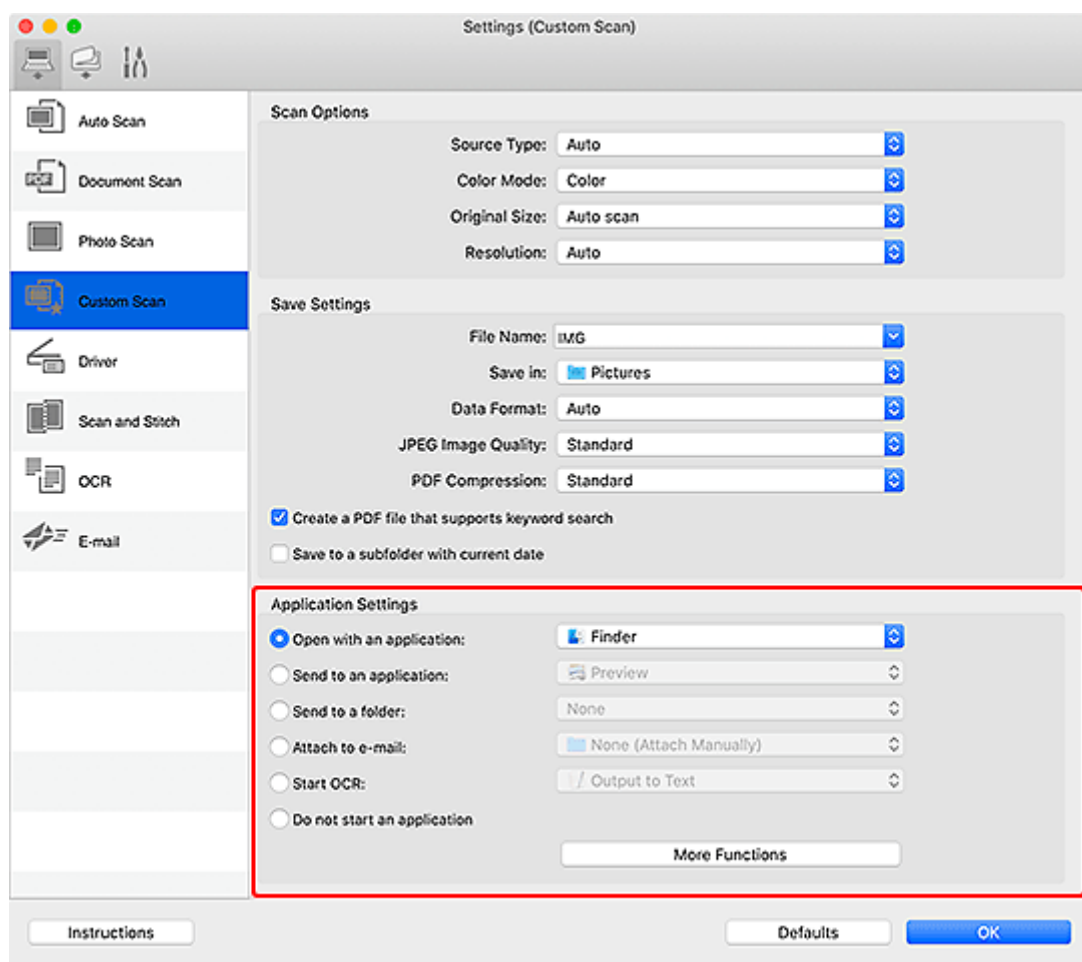 Settings (Custom Scan)
Auto Scan
Document Scan
PDF
Photo Scan
Custom Scan
Driver
Scan and Stitch
OCR
E-mail
Scan Options
Source Type: Auto
Color Mode: Color
Original Size: Auto scan
Resolution: Auto
Save Settings
File Name: IMG
Save in: Pictures
Data Format: Auto
JPEG Image Quality: Standard
PDF Compression: Standard
Create a PDF file that supports keyword search
Save to a subfolder with current date
Application Settings
Open with an application: Finder
Send to an application: Preview
Send to a folder: None
Attach to e-mail: None (Attach Manually)
Start OCR: Output to Text
Do not start an application
More Functions
Instructions
Defaults
OK